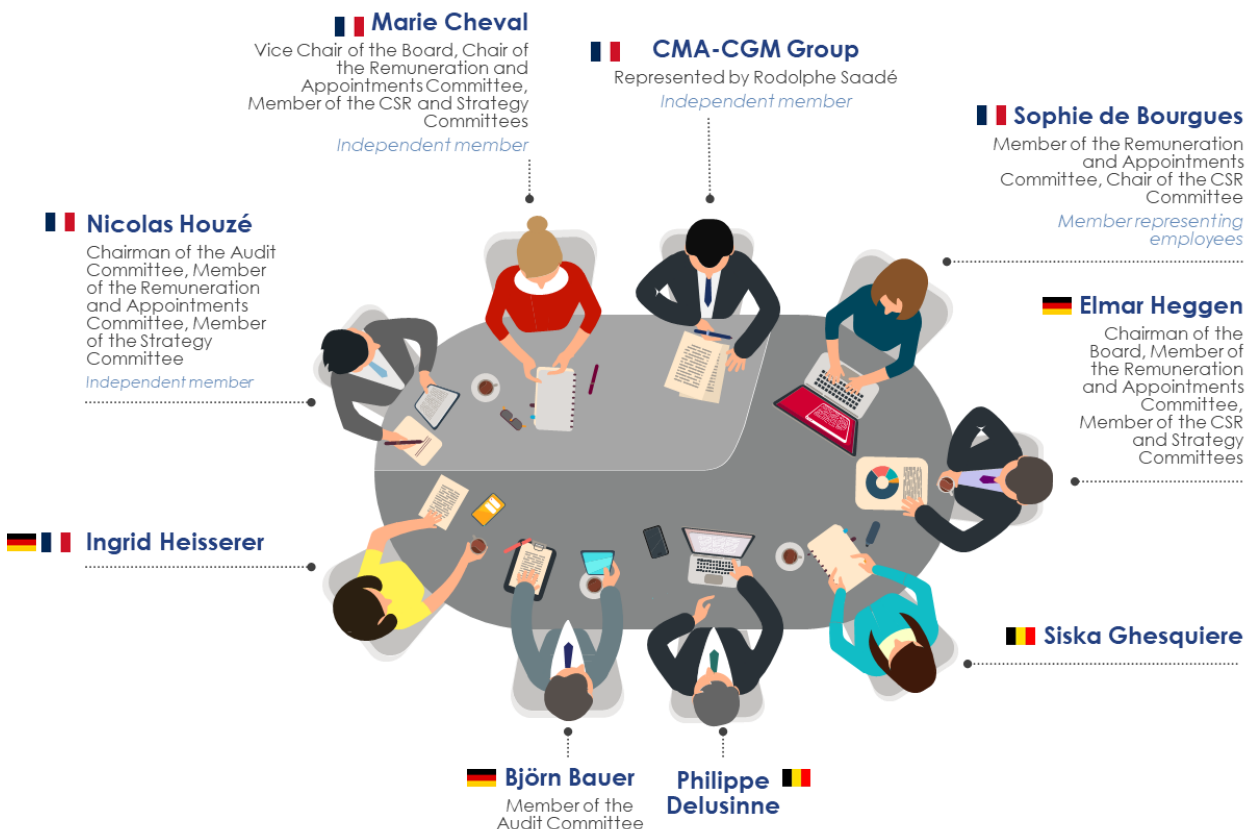 Marie Cheval
Vice Chair of the Board, Chair of
the Remuneration and
Appointments Committee,
Member of the CSR and Strategy
Committees
Independent member
CMA-CGM Group
Represented by Rodolphe Saadé
Independent member
Sophie de Bourgues
Member of the Remuneration
and Appointments
Committee, Chair of the CSR
Committee
Member representing
employees
Nicolas Houzé
Chairman of the Audit
Committee, Member
of the Remuneration
and Appointments
Committee, Member
of the Strategy
Committee
Independent member
Elmar Heggen
Chairman of the
Board, Member of
the Remuneration
and Appointments
Committee,
Member of the CSR
and Strategy
Committees
Ingrid Heisserer
Siska Ghesquiere
Björn Bauer
Member of the
Audit Committee
Philippe
Delusinne